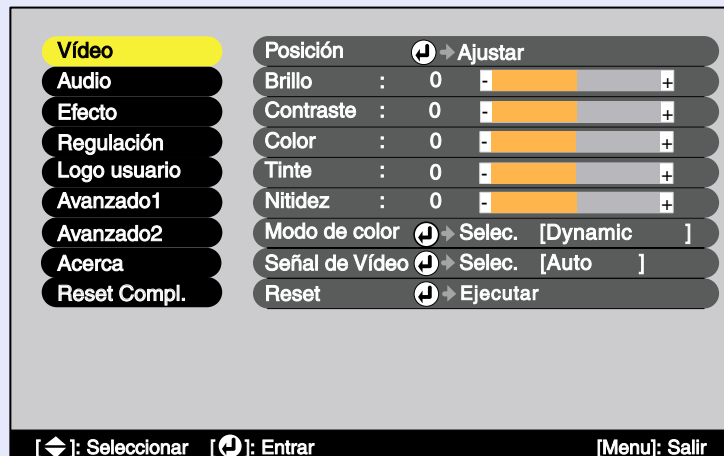 Vídeo
Audio
Efecto
Regulación
Logo usuario
Avanzado1
Avanzado2
Acerca
Reset Compl.
Posición Ajustar
Brillo : 0 - +
Contraste : 0 - +
Color : 0 - +
Tinte : 0 - +
Nitidez : 0 - +
Modo de color Selec. [Dynamic ]
Señal de Vídeo Selec. [Auto ]
Reset Ejecutar
[ ]: Seleccionar [ ]: Entrar [Menu]: Salir